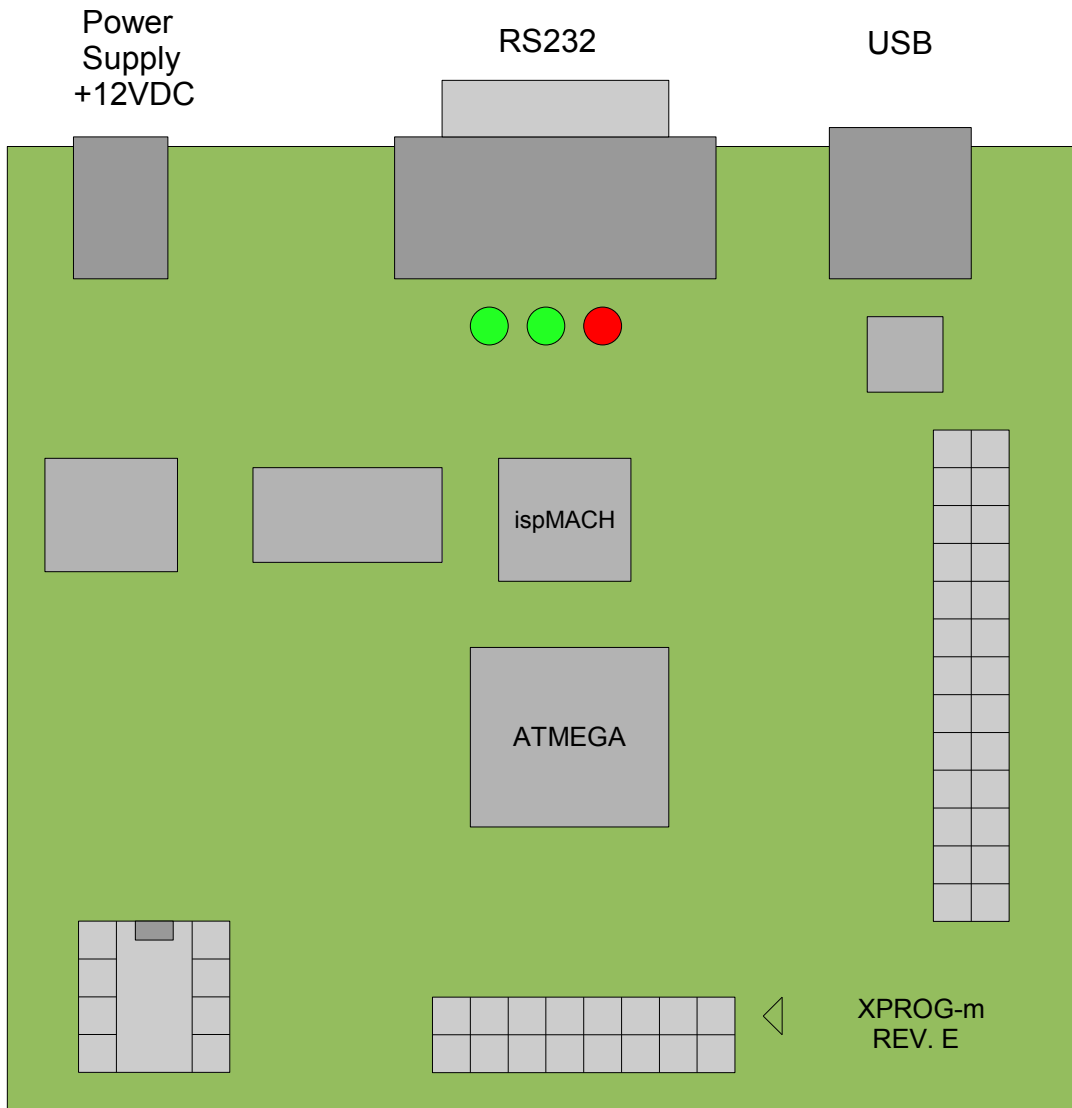 Power
Supply
+12VDC
RS232
USB
ispMACH
ATMEGA
XPROG-m
REV. E